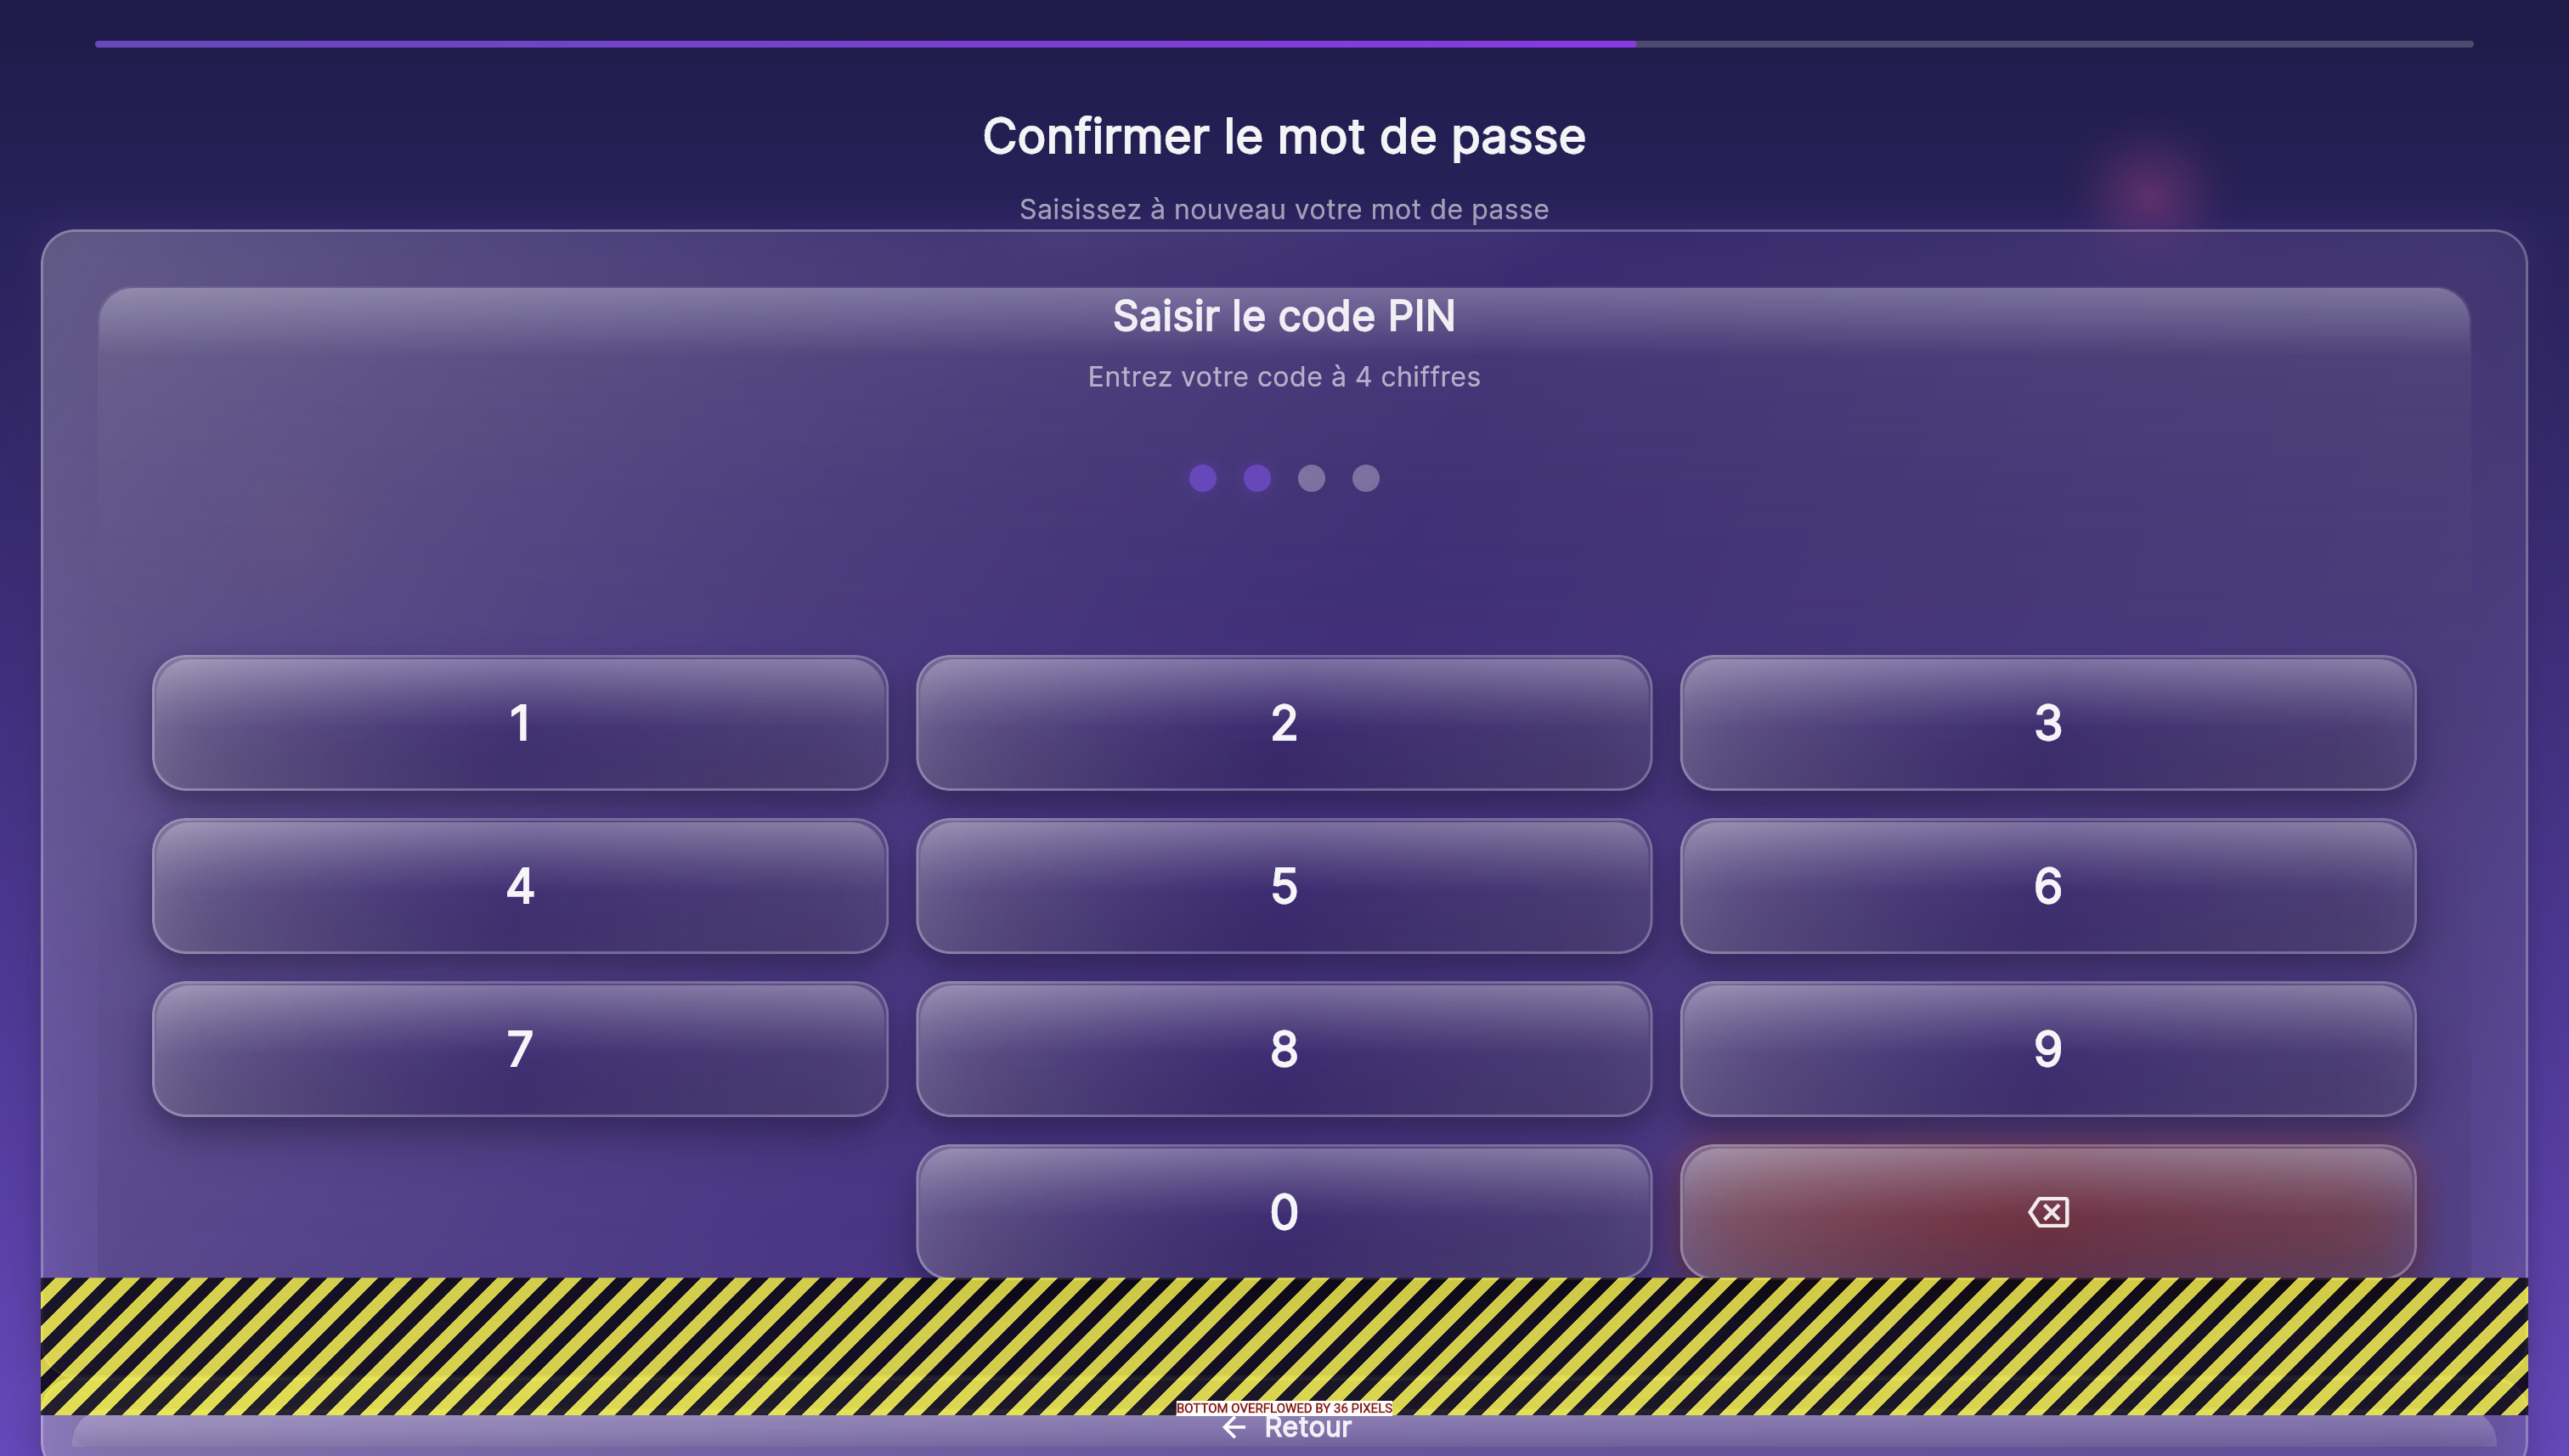 Confirmer le mot de passe
Saisissez à nouveau votre mot de passe
Saisir le code PIN
Entrez votre code à 4 chiffres
1 2 3
4 5 6
7 8 9
0
BOTTOM OVERFLOWED BY 36 PIXELS
Retour